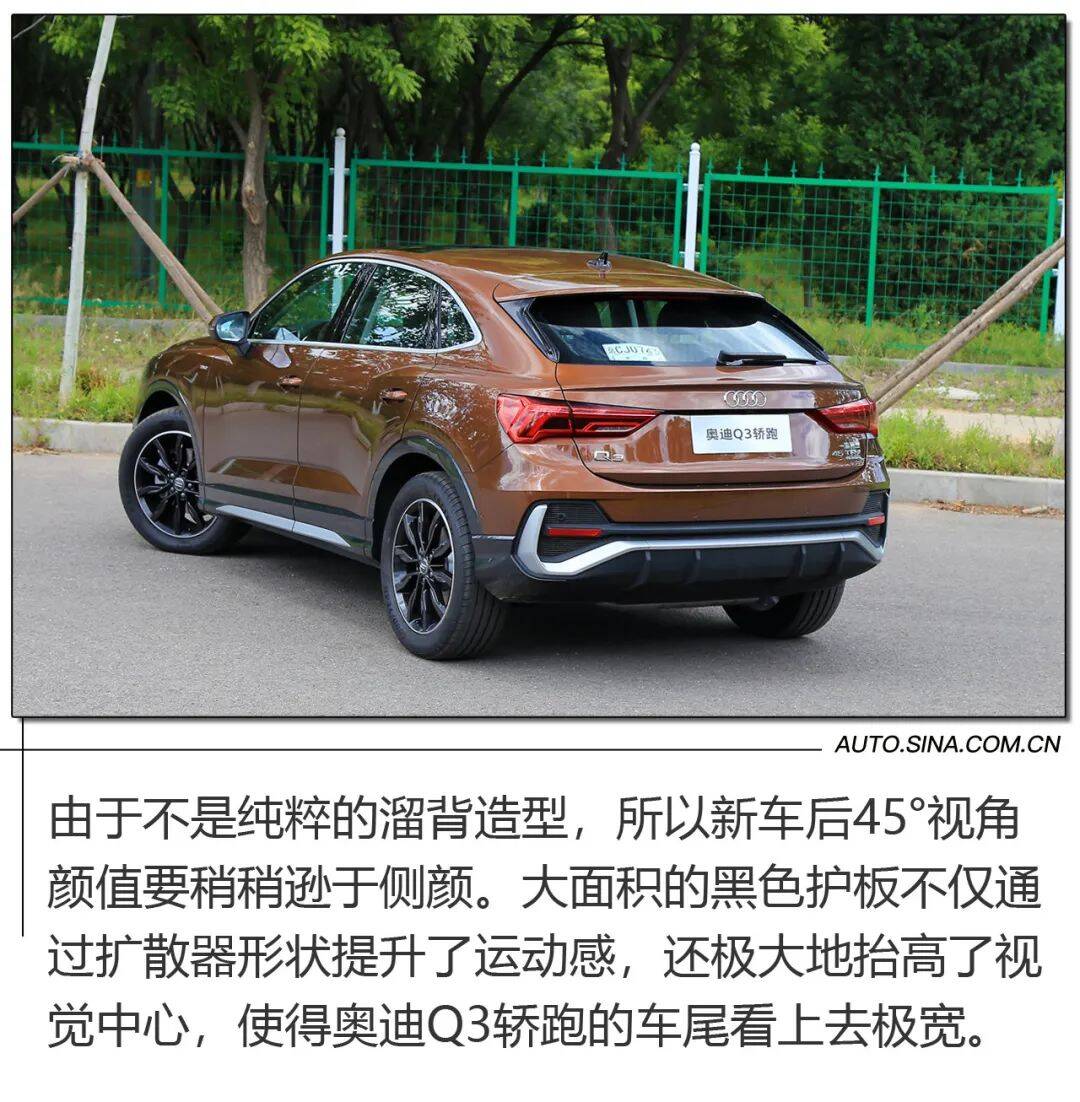 奥迪Q3轿跑
Q3
AUTO.SINA.COM.CN
由于不是纯粹的溜背造型，所以新车后45°视角
颜值要稍稍逊于侧颜。大面积的黑色护板不仅通
过扩散器形状提升了运动感，还极大地抬高了视
觉中心，使得奥迪Q3轿跑的车尾看上去极宽。